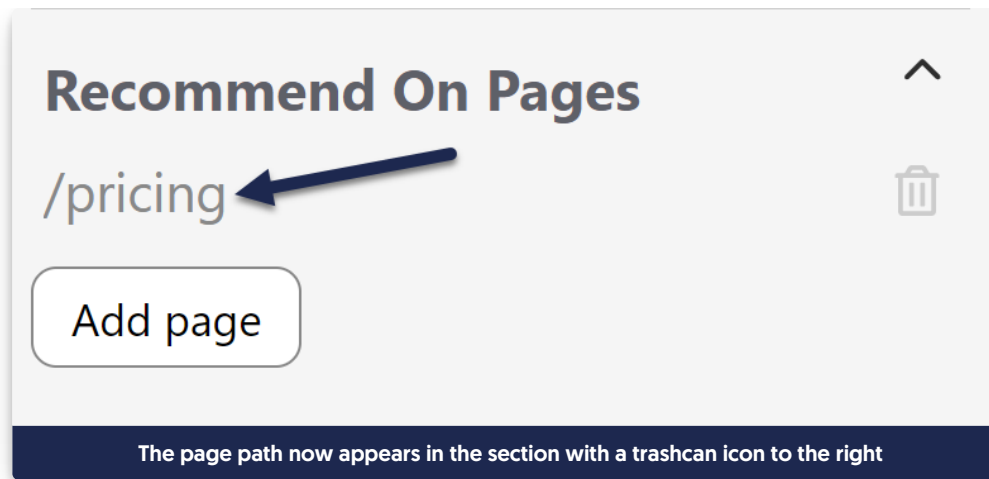 Recommend On Pages
/pricing
Add page
The page path now appears in the section with a trashcan icon to the right